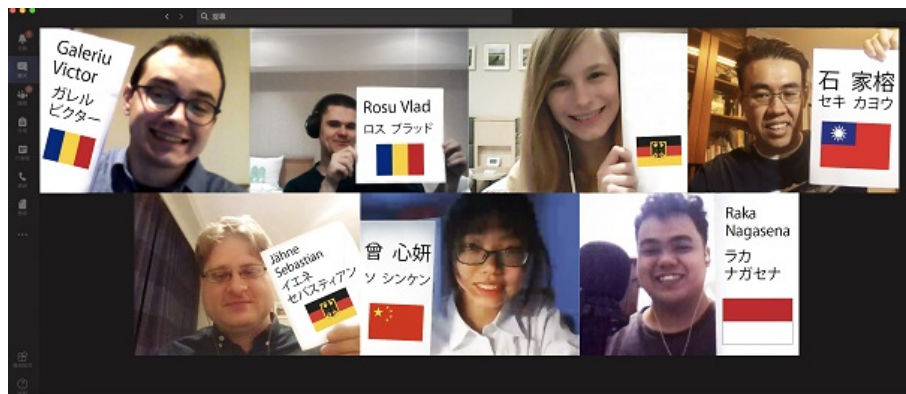 搜尋
Galeriu
Victor
ガレル
ビクター
Rosu Vlad
ロス ブラッド
石 家榕
セキ カヨウ
Jähne
Sebastian
イエネ
セバスティアン
曾 心妍
ソ シンケン
Raka
Nagasena
ラカ
ナガセナ